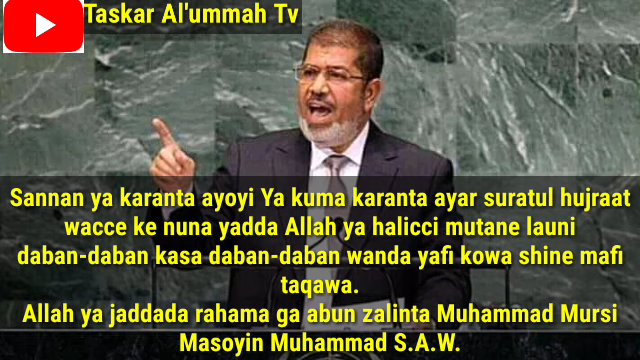 Taskar Al'ummah Tv
Sannan ya karanta ayoyi Ya kuma karanta ayar suratul hujraat
wacce ke nuna yadda Allah ya halicci mutane launi
daban-daban kasa daban-daban wanda yafi kowa shine mafi
taqawa.
Allah ya jaddada rahama ga abun zalinta Muhammad Mursi
Masoyin Muhammad S.A.W.